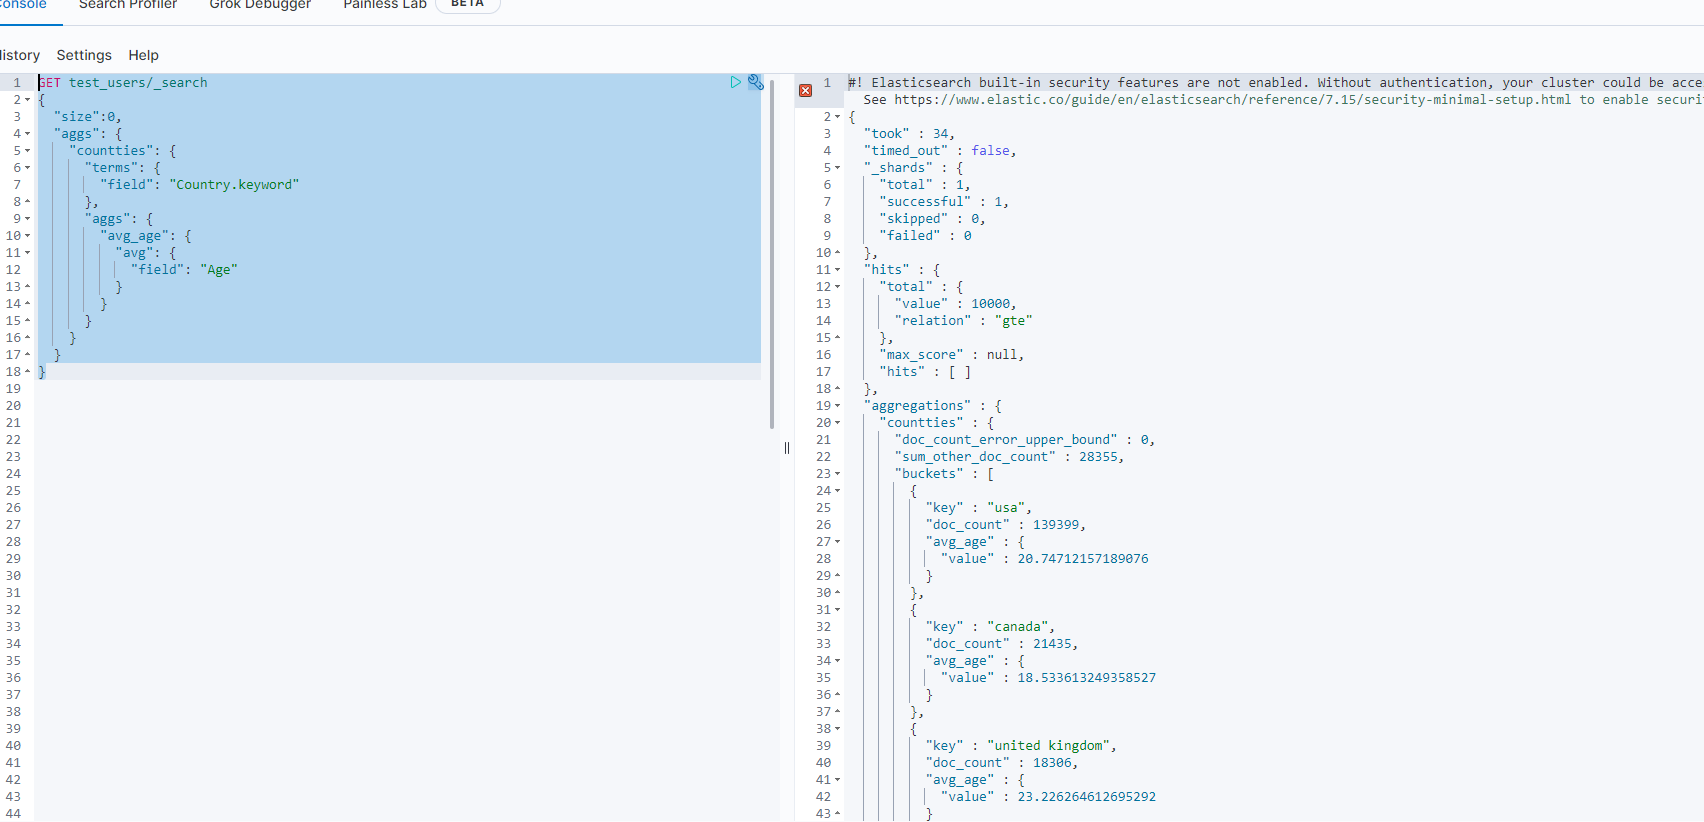 Console Search Profiler Grok Debugger Painless Lab BETA
History Settings Help
1 GET test_users/_search
2 {
3 "size":0,
4 "aggs": {
5 "countties": {
6 "terms": {
7 "field": "Country.keyword"
8 },
9 "aggs": {
10 "avg_age": {
11 "avg": {
12 "field": "Age"
13 }
14 }
15 }
16 }
17 }
18 }
19
20
21
22
23
24
25
26
27
28
29
30
31
32
33
34
35
36
37
38
39
40
41
42
43
44
1 #! Elasticsearch built-in security features are not enabled. Without authentication, your cluster could be acce
See https://www.elastic.co/guide/en/elasticsearch/reference/7.15/security-minimal-setup.html to enable securi
2 {
3 "took" : 34,
4 "timed_out" : false,
5 "_shards" : {
6 "total" : 1,
7 "successful" : 1,
8 "skipped" : 0,
9 "failed" : 0
10 },
11 "hits" : {
12 "total" : {
13 "value" : 10000,
14 "relation" : "gte"
15 },
16 "max_score" : null,
17 "hits" : [ ]
18 },
19 "aggregations" : {
20 "countties" : {
21 "doc_count_error_upper_bound" : 0,
22 "sum_other_doc_count" : 28355,
23 "buckets" : [
24 {
25 "key" : "usa",
26 "doc_count" : 139399,
27 "avg_age" : {
28 "value" : 20.74712157189076
29 }
30 },
31 {
32 "key" : "canada",
33 "doc_count" : 21435,
34 "avg_age" : {
35 "value" : 18.533613249358527
36 }
37 },
38 {
39 "key" : "united kingdom",
40 "doc_count" : 18306,
41 "avg_age" : {
42 "value" : 23.226264612695292
43 }